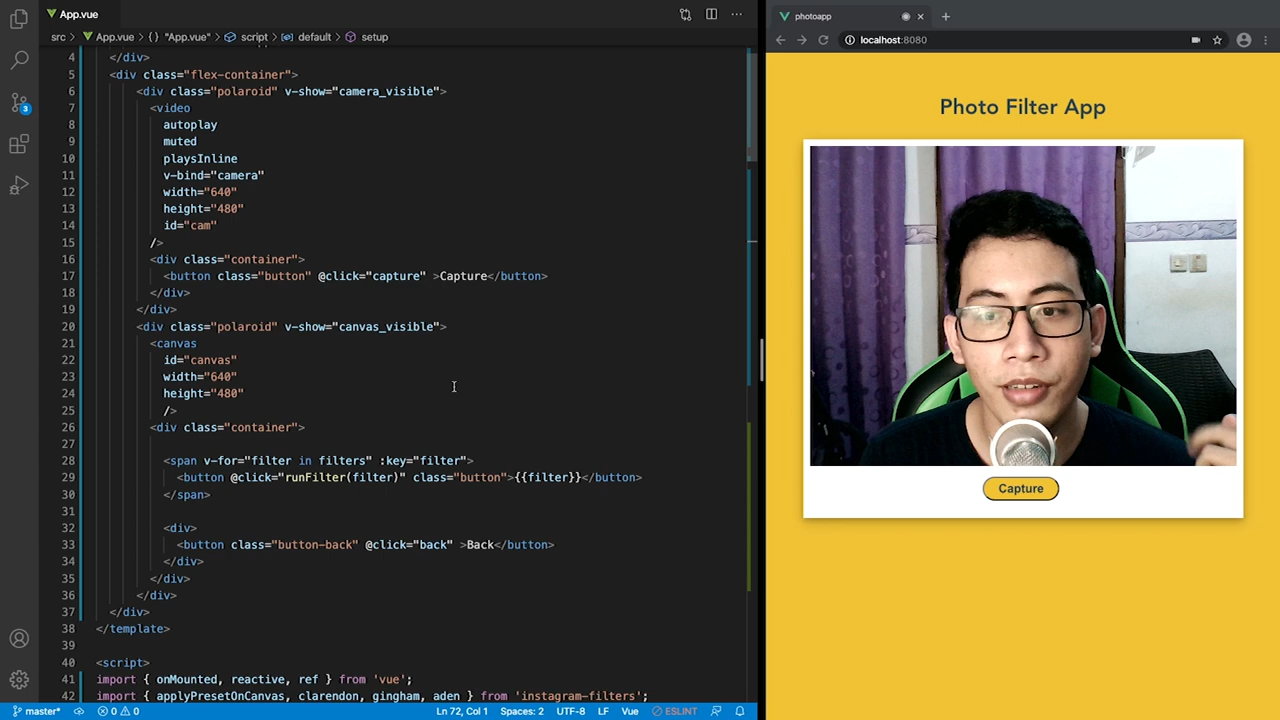 App.vue
src > App.vue > {} "App.vue" > script > default > setup
4 </div>
5 <div class="flex-container">
6 <div class="polaroid" v-show="camera_visible">
7 <video
8 autoplay
9 muted
10 playsInline
11 v-bind="camera"
12 width="640"
13 height="480"
14 id="cam"
15 />
16 <div class="container">
17 <button class="button" @click="capture" >Capture</button>
18 </div>
19 </div>
20 <div class="polaroid" v-show="canvas_visible">
21 <canvas
22 id="canvas"
23 width="640"
24 height="480"
25 />
26 <div class="container">
27
28 <span v-for="filter in filters" :key="filter">
29 <button @click="runFilter(filter)" class="button">{{filter}}</button>
30 </span>
31
32 <div>
33 <button class="button-back" @click="back" >Back</button>
34 </div>
35 </div>
36 </div>
37 </div>
38 </template>
39
40 <script>
41 import { onMounted, reactive, ref } from 'vue';
42 import { applyPresetOnCanvas, clarendon, gingham, aden } from 'instagram-filters';
3
master* 0 0 Ln 72, Col 1 Spaces: 2 UTF-8 LF Vue ESLINT
photoapp
localhost:8080
Photo Filter App
Capture